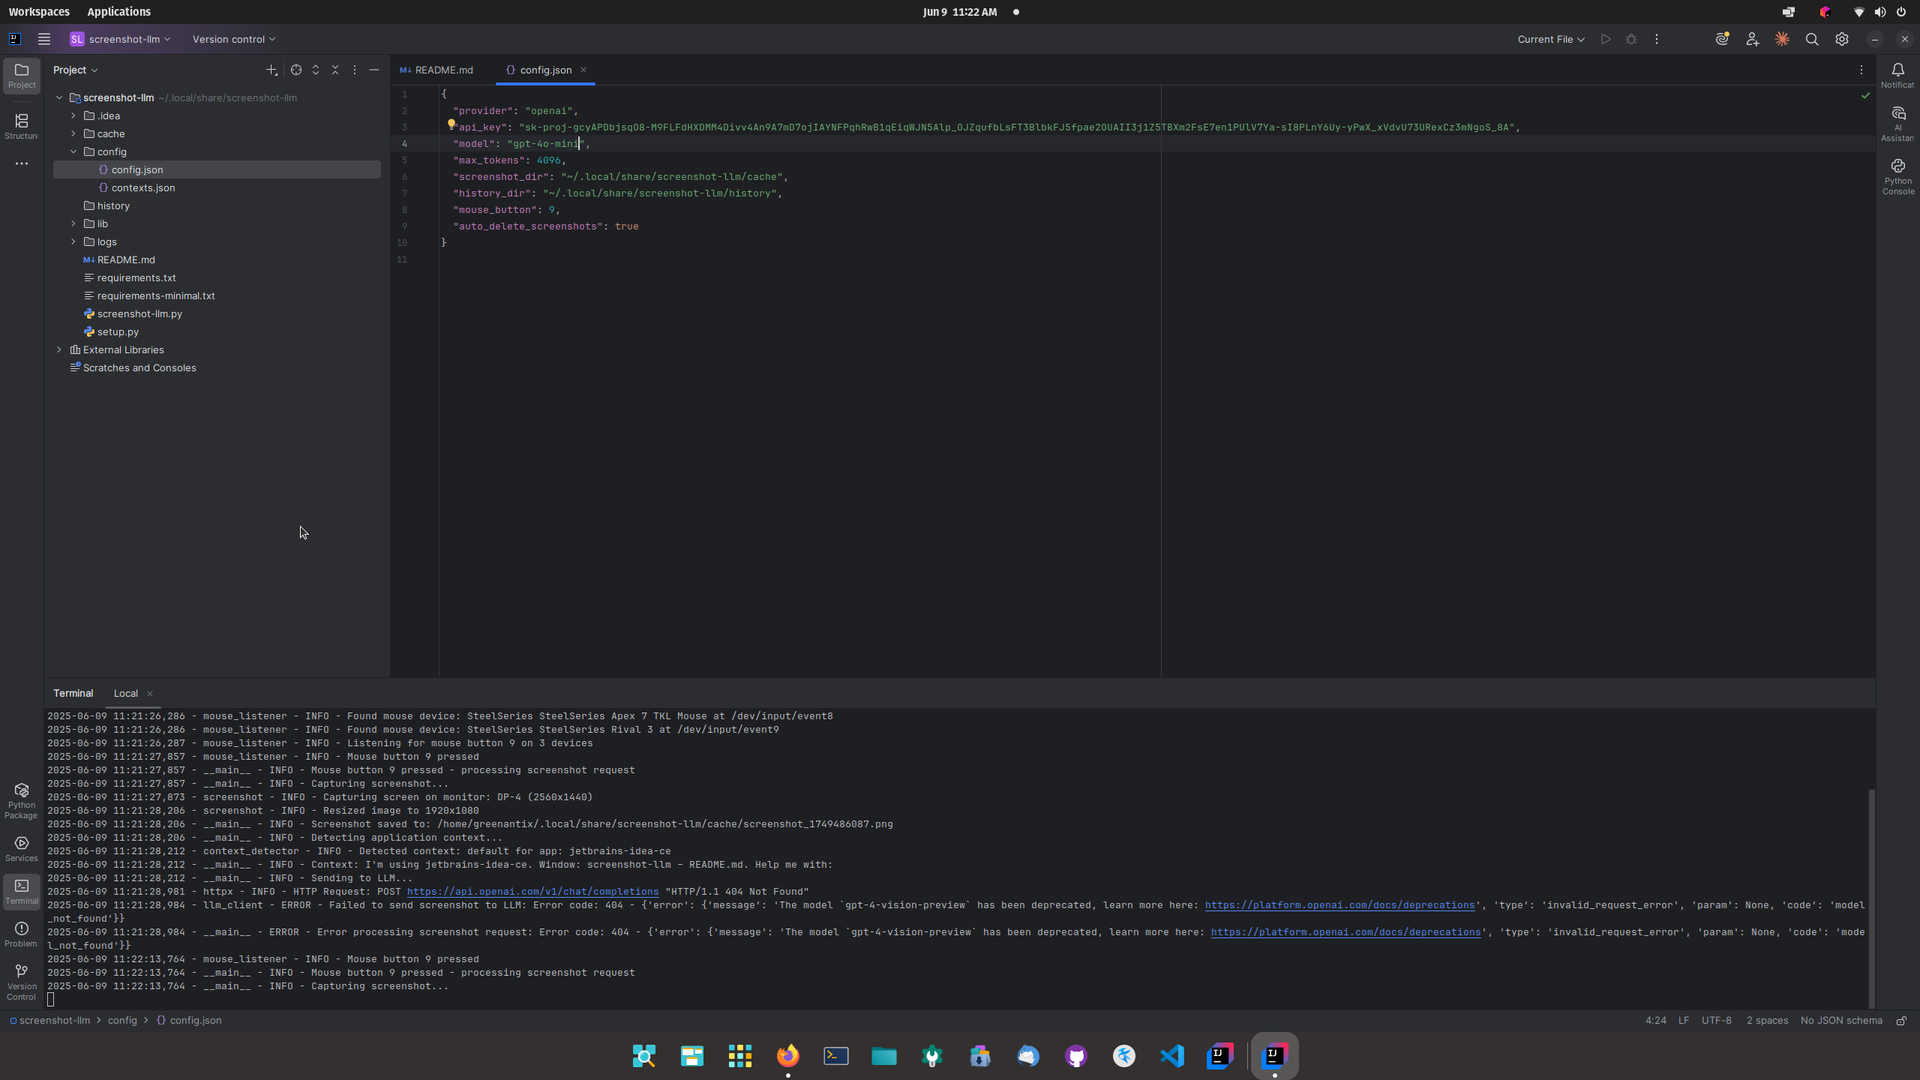 Workspaces Applications Jun 9 11:22 AM
SL screenshot-llm Version control Current File
Project
Project
Structure
screenshot-llm ~/.local/share/screenshot-llm
.idea
cache
config
config.json
contexts.json
history
lib
logs
README.md
requirements.txt
requirements-minimal.txt
screenshot-llm.py
setup.py
External Libraries
Scratches and Consoles
README.md config.json
1 {
2 "provider": "openai",
3 "api_key":
4 "model": "gpt-4o-mini",
5 "max_tokens": 4096,
6 "screenshot_dir": "~/.local/share/screenshot-llm/cache",
7 "history_dir": "~/.local/share/screenshot-llm/history",
8 "mouse_button": 9,
9 "auto_delete_screenshots": true
10 }
11
Notificat
AI
Assistan
Python
Console
Terminal Local
2025-06-09 11:21:26,286 - mouse_listener - INFO - Found mouse device: SteelSeries SteelSeries Apex 7 TKL Mouse at /dev/input/event8
2025-06-09 11:21:26,286 - mouse_listener - INFO - Found mouse device: SteelSeries SteelSeries Rival 3 at /dev/input/event9
2025-06-09 11:21:26,287 - mouse_listener - INFO - Listening for mouse button 9 on 3 devices
2025-06-09 11:21:27,857 - mouse_listener - INFO - Mouse button 9 pressed
2025-06-09 11:21:27,857 - __main__ - INFO - Mouse button 9 pressed - processing screenshot request
2025-06-09 11:21:27,857 - __main__ - INFO - Capturing screenshot...
2025-06-09 11:21:27,873 - screenshot - INFO - Capturing screen on monitor: DP-4 (2560x1440)
2025-06-09 11:21:28,206 - screenshot - INFO - Resized image to 1920x1080
2025-06-09 11:21:28,206 - __main__ - INFO - Screenshot saved to: /home/greenantix/.local/share/screenshot-llm/cache/screenshot_1749486087.png
2025-06-09 11:21:28,206 - __main__ - INFO - Detecting application context...
2025-06-09 11:21:28,212 - context_detector - INFO - Detected context: default for app: jetbrains-idea-ce
2025-06-09 11:21:28,212 - __main__ - INFO - Context: I'm using jetbrains-idea-ce. Window: screenshot-llm – README.md. Help me with:
2025-06-09 11:21:28,212 - __main__ - INFO - Sending to LLM...
2025-06-09 11:21:28,981 - httpx - INFO - HTTP Request: POST https://api.openai.com/v1/chat/completions "HTTP/1.1 404 Not Found"
2025-06-09 11:21:28,984 - llm_client - ERROR - Failed to send screenshot to LLM: Error code: 404 - {'error': {'message': 'The model `gpt-4-vision-preview` has been deprecated, learn more here: https://platform.openai.com/docs/deprecations', 'type': 'invalid_request_error', 'param': None, 'code': 'model
_not_found'}}
2025-06-09 11:21:28,984 - __main__ - ERROR - Error processing screenshot request: Error code: 404 - {'error': {'message': 'The model `gpt-4-vision-preview` has been deprecated, learn more here: https://platform.openai.com/docs/deprecations', 'type': 'invalid_request_error', 'param': None, 'code': 'mode
l_not_found'}}
2025-06-09 11:22:13,764 - mouse_listener - INFO - Mouse button 9 pressed
2025-06-09 11:22:13,764 - __main__ - INFO - Mouse button 9 pressed - processing screenshot request
2025-06-09 11:22:13,764 - __main__ - INFO - Capturing screenshot...
Python
Package
Services
Terminal
Problem
Version
Control
screenshot-llm > config > config.json 4:24 LF UTF-8 2 spaces No JSON schema